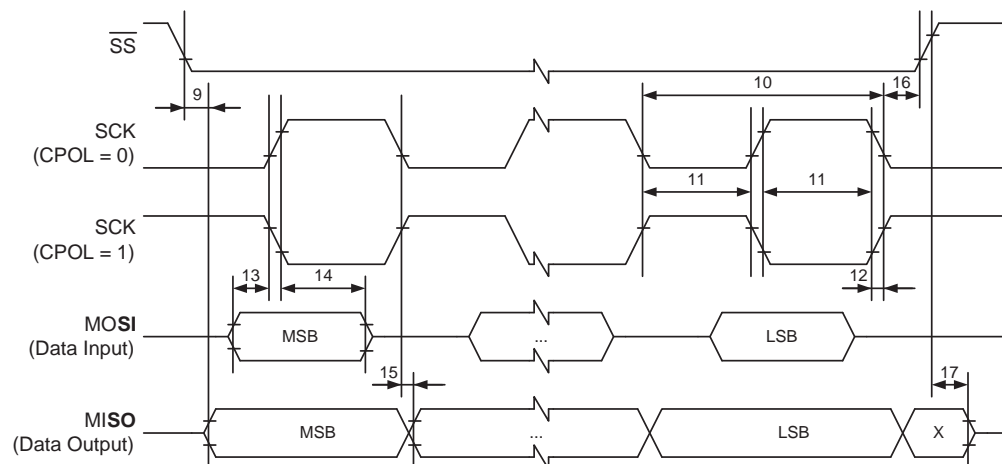 SS
9
10
16
SCK
(CPOL = 0)
11
11
SCK
(CPOL = 1)
13
14
12
MOSI
(Data Input)
MSB
...
LSB
15
17
MISO
(Data Output)
MSB
...
LSB
X